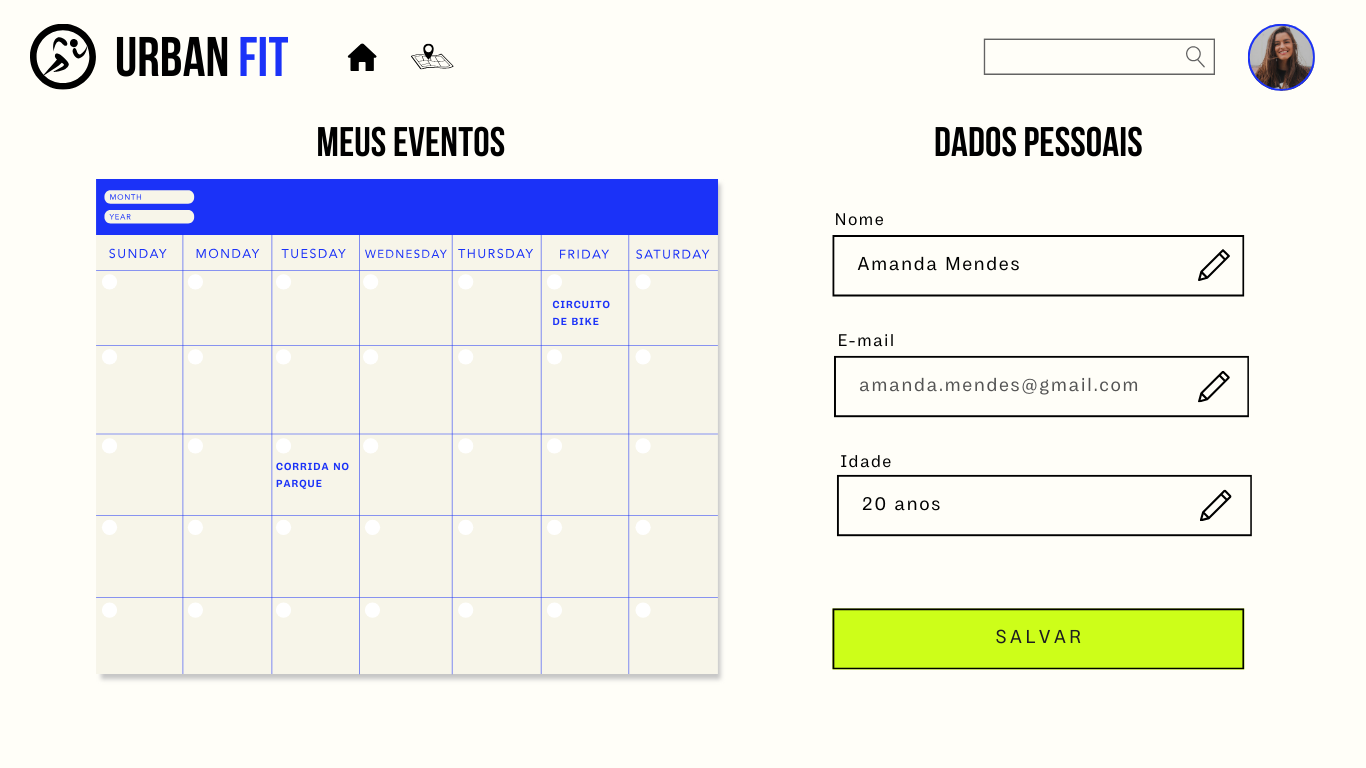 URBAN FIT
MEUS EVENTOS
MONTH
YEAR
SUNDAY MONDAY TUESDAY WEDNESDAY THURSDAY FRIDAY SATURDAY
CIRCUITO
DE BIKE
CORRIDA NO
PARQUE
DADOS PESSOAIS
Nome
Amanda Mendes
E-mail
amanda.mendes@gmail.com
Idade
20 anos
SALVAR